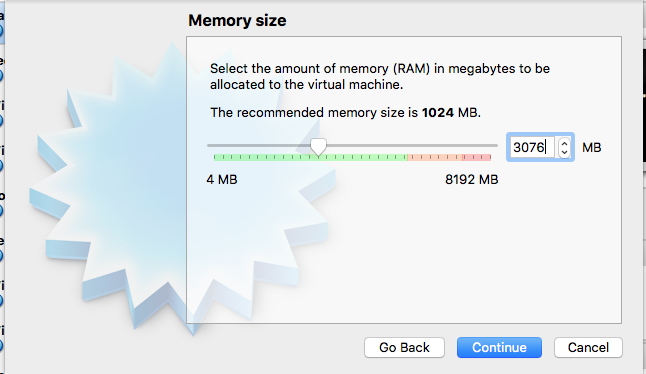 Memory size
Select the amount of memory (RAM) in megabytes to be
allocated to the virtual machine.
The recommended memory size is 1024 MB.
3076 MB
4 MB 8192 MB
Go Back Continue Cancel